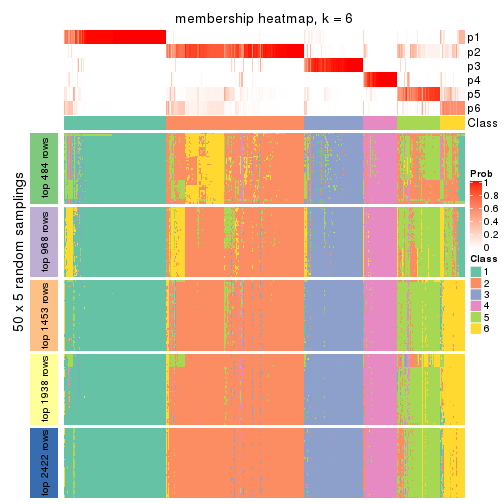 membership heatmap, k = 6
p1
p2
p3
p4
p5
p6
Class
50 x 5 random samplings
top 484 rows
top 968 rows
top 1453 rows
top 1938 rows
top 2422 rows
Prob
1
0.8
0.6
0.4
0.2
0
Class
1
2
3
4
5
6